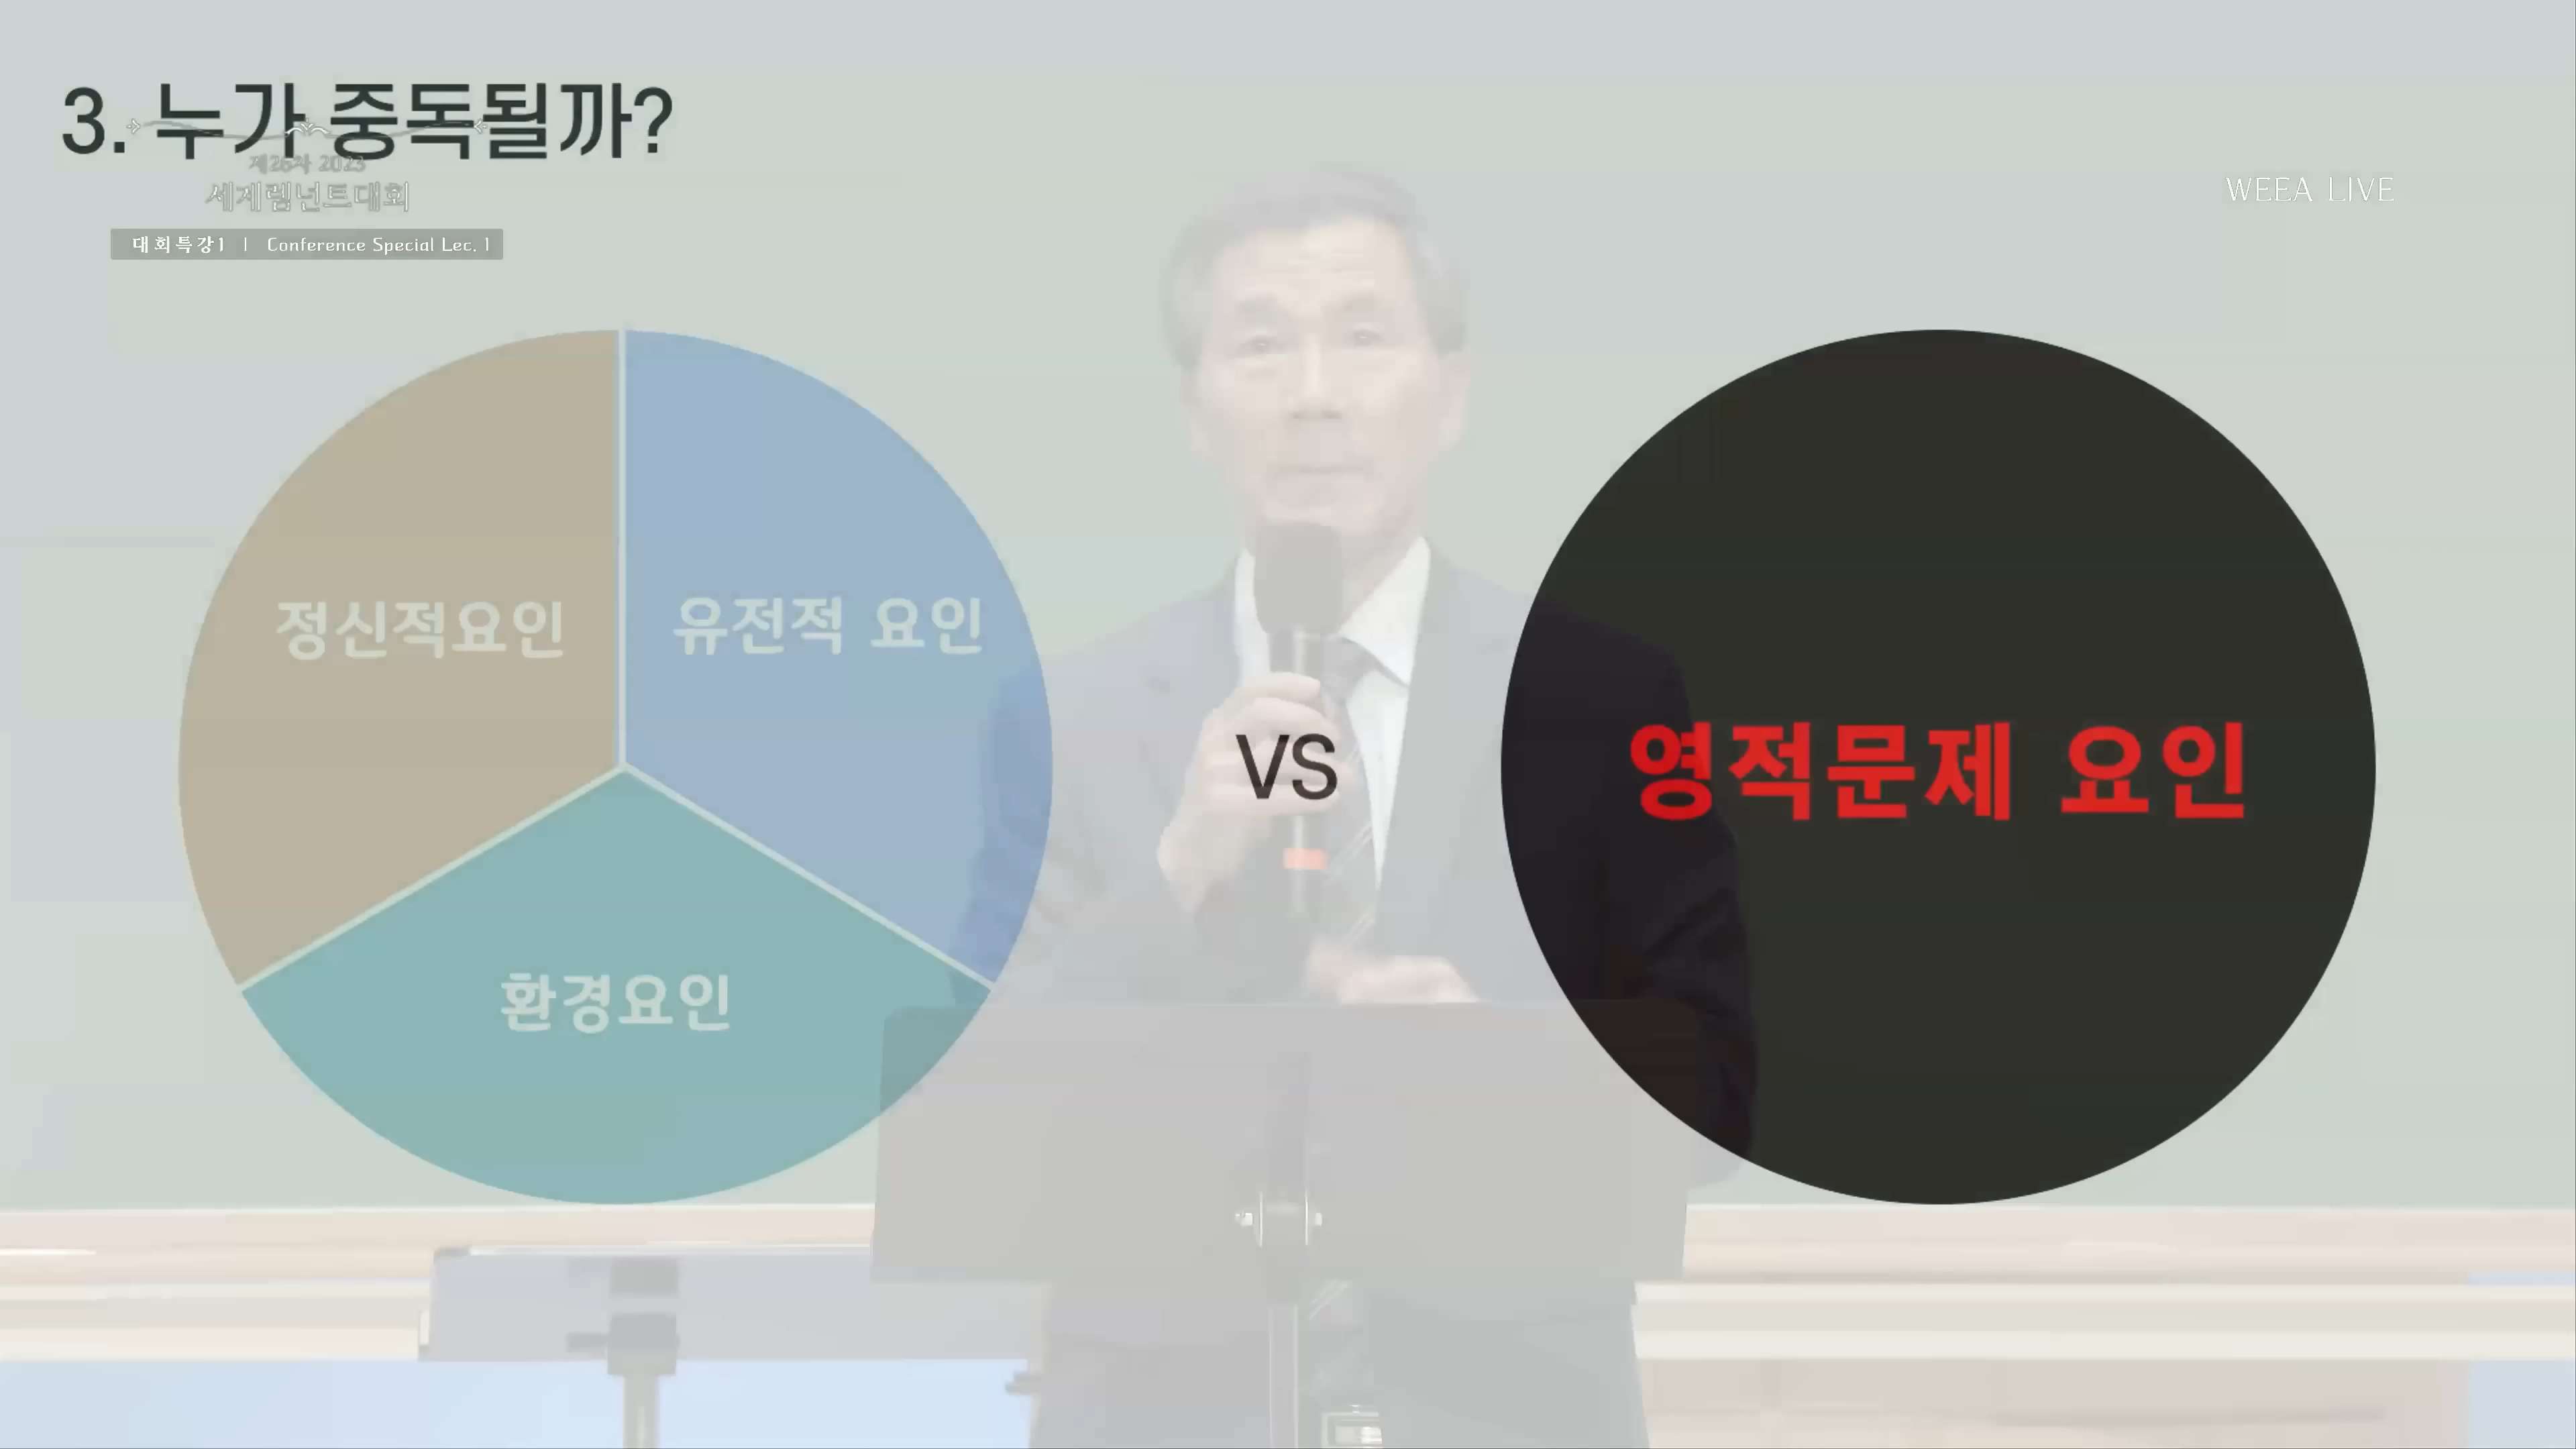 3. 누가 중독될까?
제26차 2023
세계렘넌트대회
대회특강1 | Conference Special Lec. 1
WEEA LIVE
정신적요인
유전적 요인
환경요인
VS
영적문제 요인